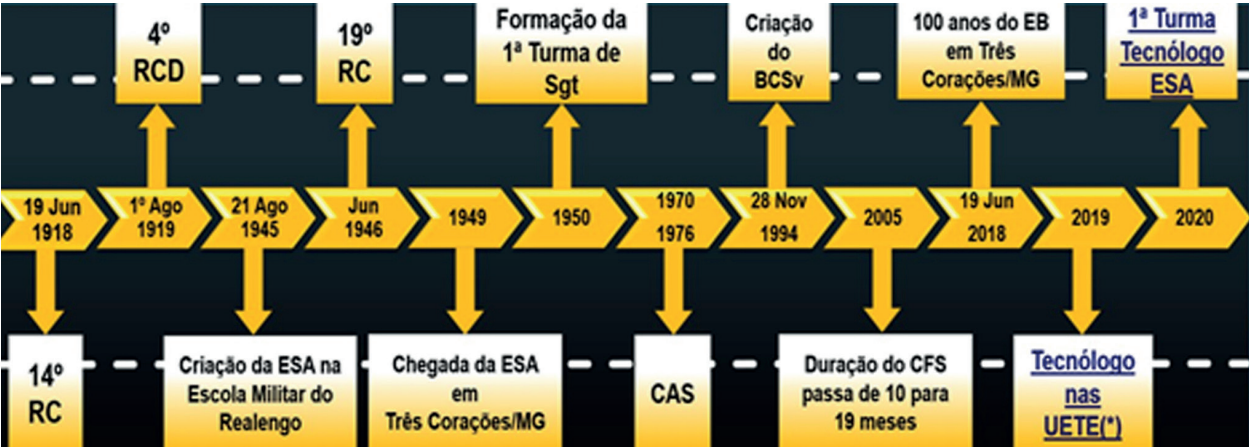 4º
RCD
19º
RC
Formação da
1ª Turma de
Sgt
Criação
do
BCSv
100 anos do EB
em Três
Corações/MG
1ª Turma
Tecnólogo
ESA
19 Jun
1918
1º Ago
1919
21 Ago
1945
Jun
1946
1949
1950
1970
1976
28 Nov
1994
2005
19 Jun
2018
2019
2020
14º
RC
Criação da ESA na
Escola Militar do
Realengo
Chegada da ESA
em
Três Corações/MG
CAS
Duração do CFS
passa de 10 para
19 meses
Tecnólogo
nas
UETE(*)